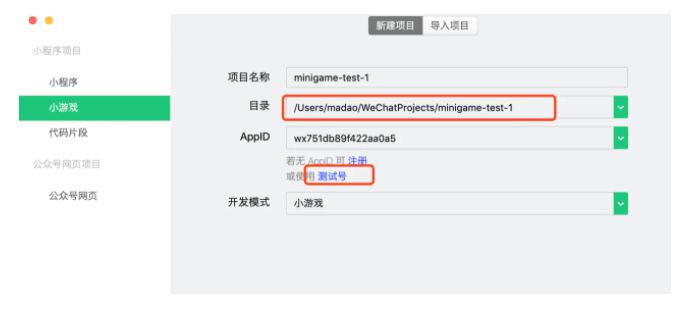 新建项目 导入项目
小程序项目
小程序
小游戏
代码片段
公众号网页项目
公众号网页
项目名称 minigame-test-1
目录 /Users/madao/WeChatProjects/minigame-test-1
AppID wx751db89f422aa0a5
若无 AppID 可 注册
或使用 测试号
开发模式 小游戏